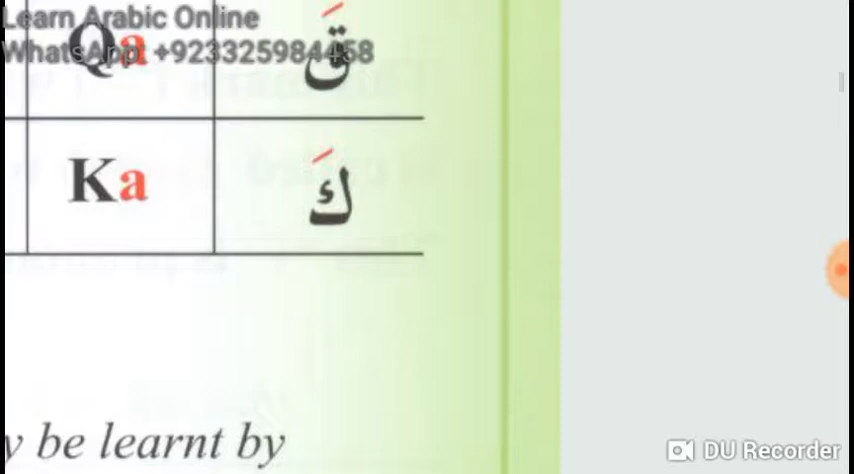 Learn Arabic Online
WhatsApp +923325984458
Qa قَ
Ka كَ
be learnt by
DU Recorder